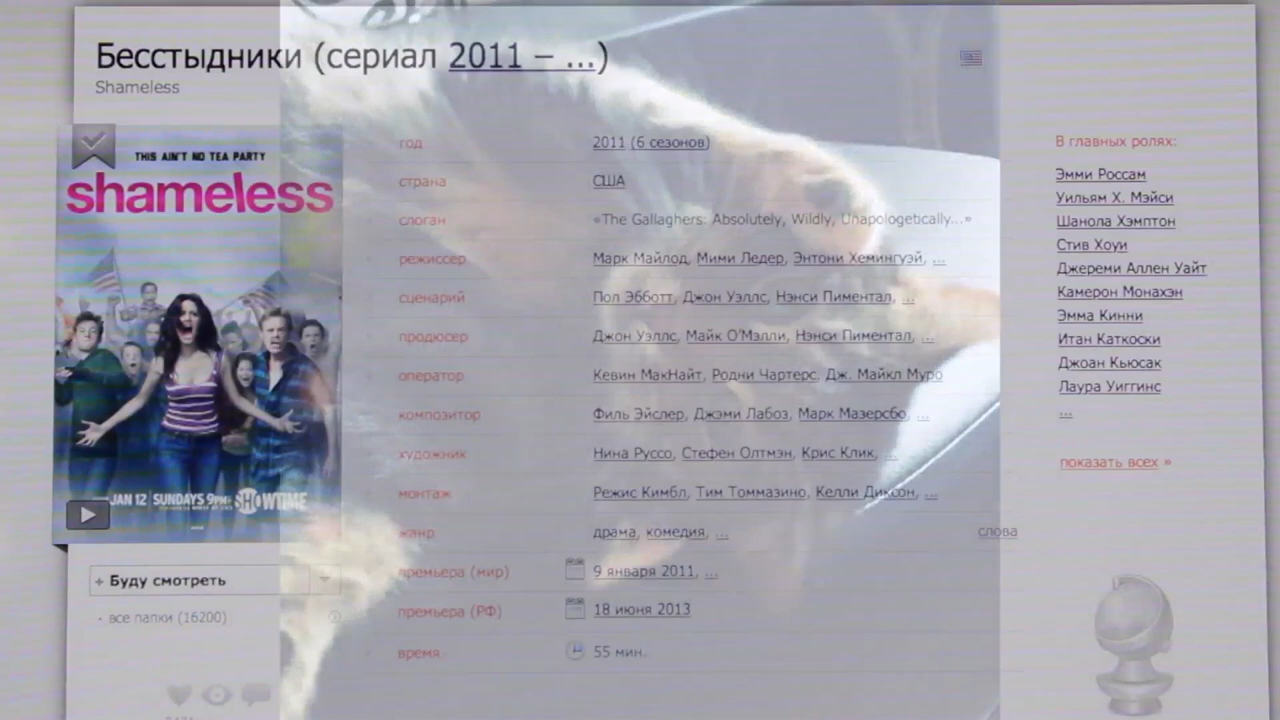 Бесстыдники (сериал 2011 – ...)
Shameless
THIS AIN'T NO TEA PARTY
shameless
JAN 12 SUNDAYS 9PM
SHOWTIME
+ Буду смотреть
• все папки (16200)
год 2011 (6 сезонов)
страна США
слоган «The Gallaghers: Absolutely, Wildly, Unapologetically...»
режиссер Марк Майлод, Мими Ледер, Энтони Хемингуэй, ...
сценарий Пол Эбботт, Джон Уэллс, Нэнси Пиментал, ...
продюсер Джон Уэллс, Майк О'Мэлли, Нэнси Пиментал, ...
оператор Кевин МакНайт, Родни Чартерс, Дж. Майкл Муро
композитор Филь Эйслер, Джэми Лабоз, Марк Мазерсбо, ...
художник Нина Руссо, Стефен Олтмэн, Крис Клик, ...
монтаж Режис Кимбл, Тим Томмазино, Келли Диксон, ...
жанр драма, комедия, ... слова
премьера (мир) 9 января 2011, ...
премьера (РФ) 18 июня 2013
время 55 мин.
В главных ролях:
Эмми Россам
Уильям Х. Мэйси
Шанола Хэмптон
Стив Хоуи
Джереми Аллен Уайт
Камерон Монахэн
Эмма Кинни
Итан Каткоски
Джоан Кьюсак
Лаура Уиггинс
...
показать всех »